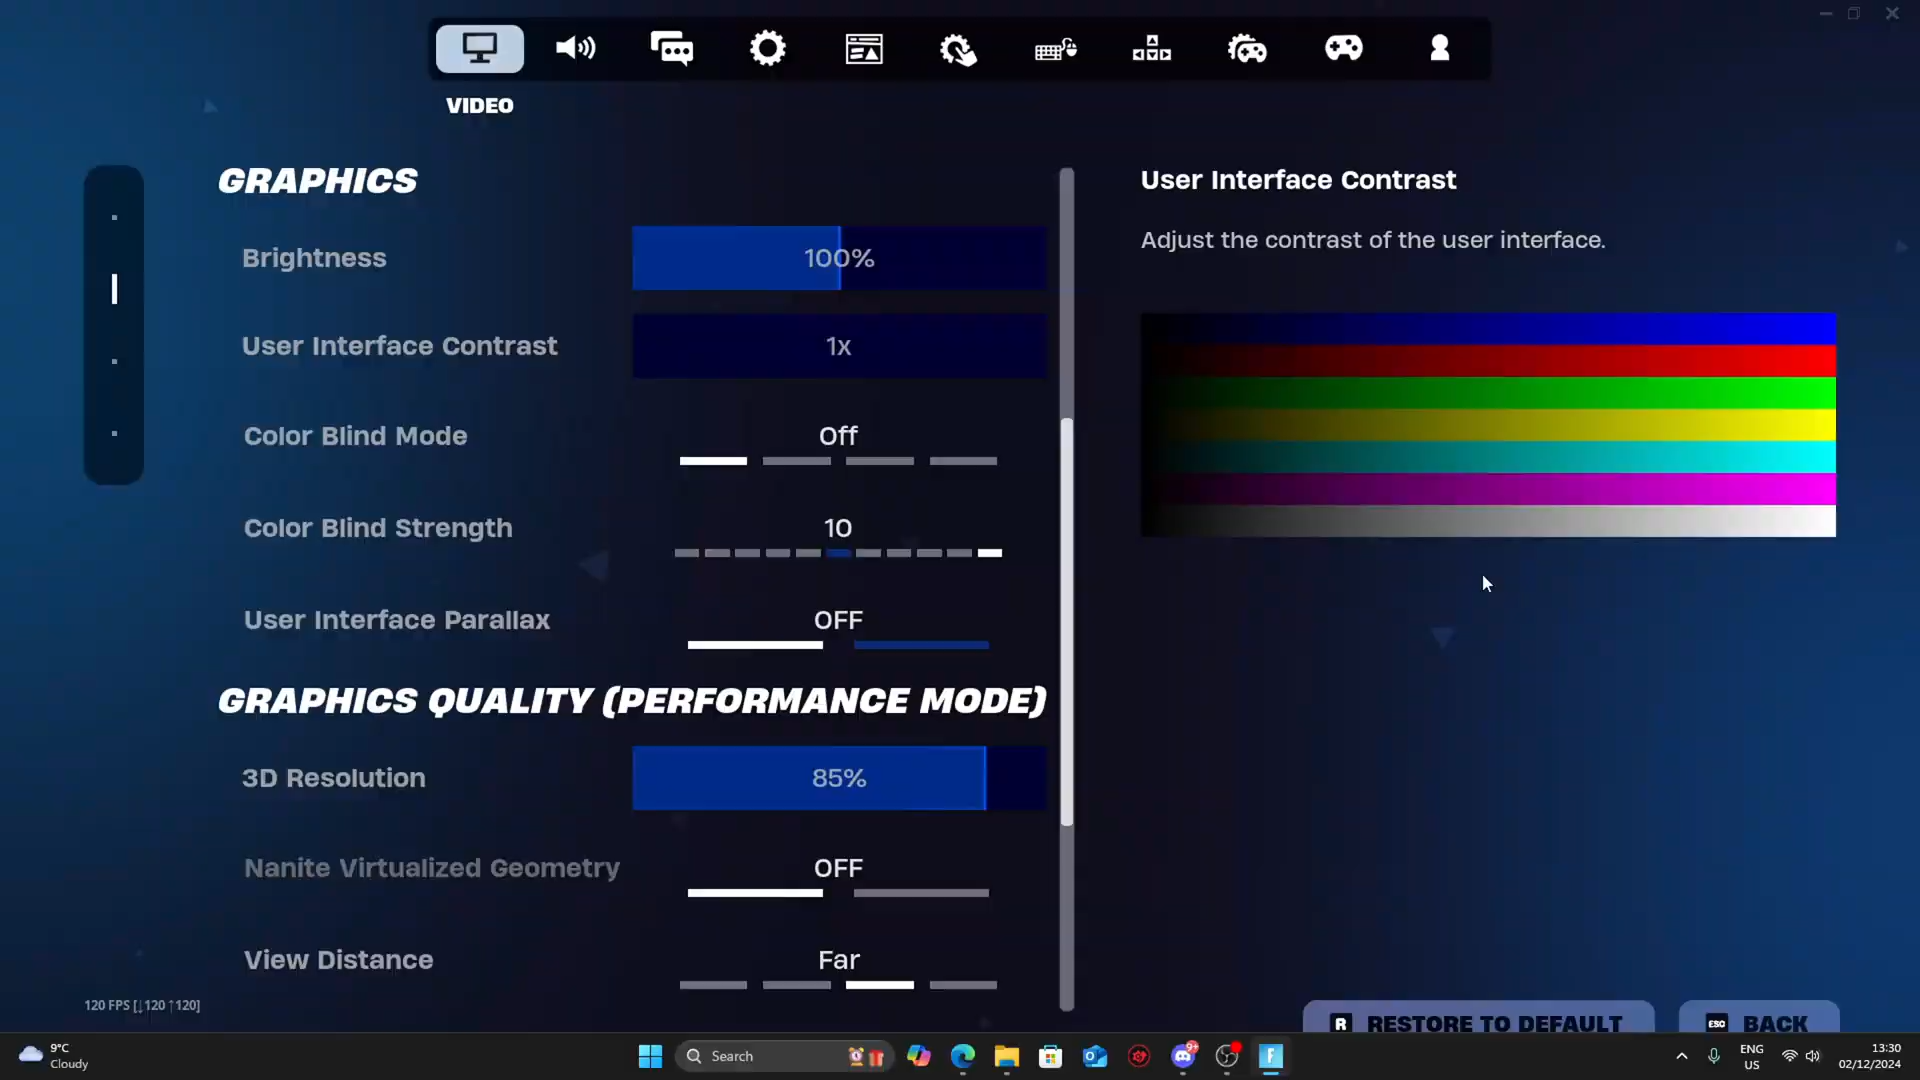 VIDEO
GRAPHICS
Brightness 100%
User Interface Contrast 1x
Color Blind Mode Off
Color Blind Strength 10
User Interface Parallax OFF
GRAPHICS QUALITY (PERFORMANCE MODE)
3D Resolution 85%
Nanite Virtualized Geometry OFF
View Distance Far
User Interface Contrast
Adjust the contrast of the user interface.
120 FPS [↓120 ↑120]
R RESTORE TO DEFAULT
ESC BACK
9°C
Cloudy
Search
9+
F
ENG
US
13:30
02/12/2024